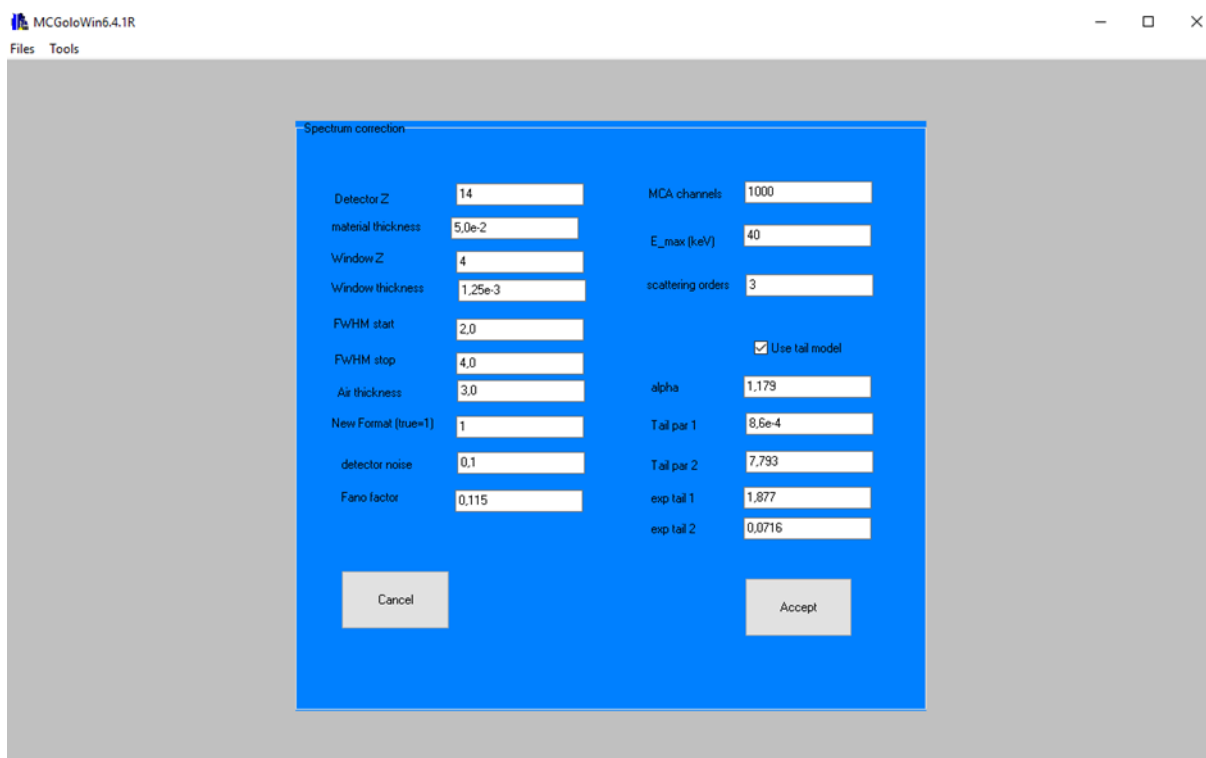 MCGoloWin6.4.1R
Files Tools
Spectrum correction
Detector Z 14
material thickness 5,0e-2
Window Z 4
Window thickness 1,25e-3
FWHM start 2,0
FWHM stop 4,0
Air thickness 3,0
New Format (true=1) 1
detector noise 0,1
Fano factor 0,115
MCA channels 1000
E_max (keV) 40
scattering orders 3
Use tail model
alpha 1,179
Tail par 1 8,6e-4
Tail par 2 7,793
exp tail 1 1,877
exp tail 2 0,0716
Cancel
Accept